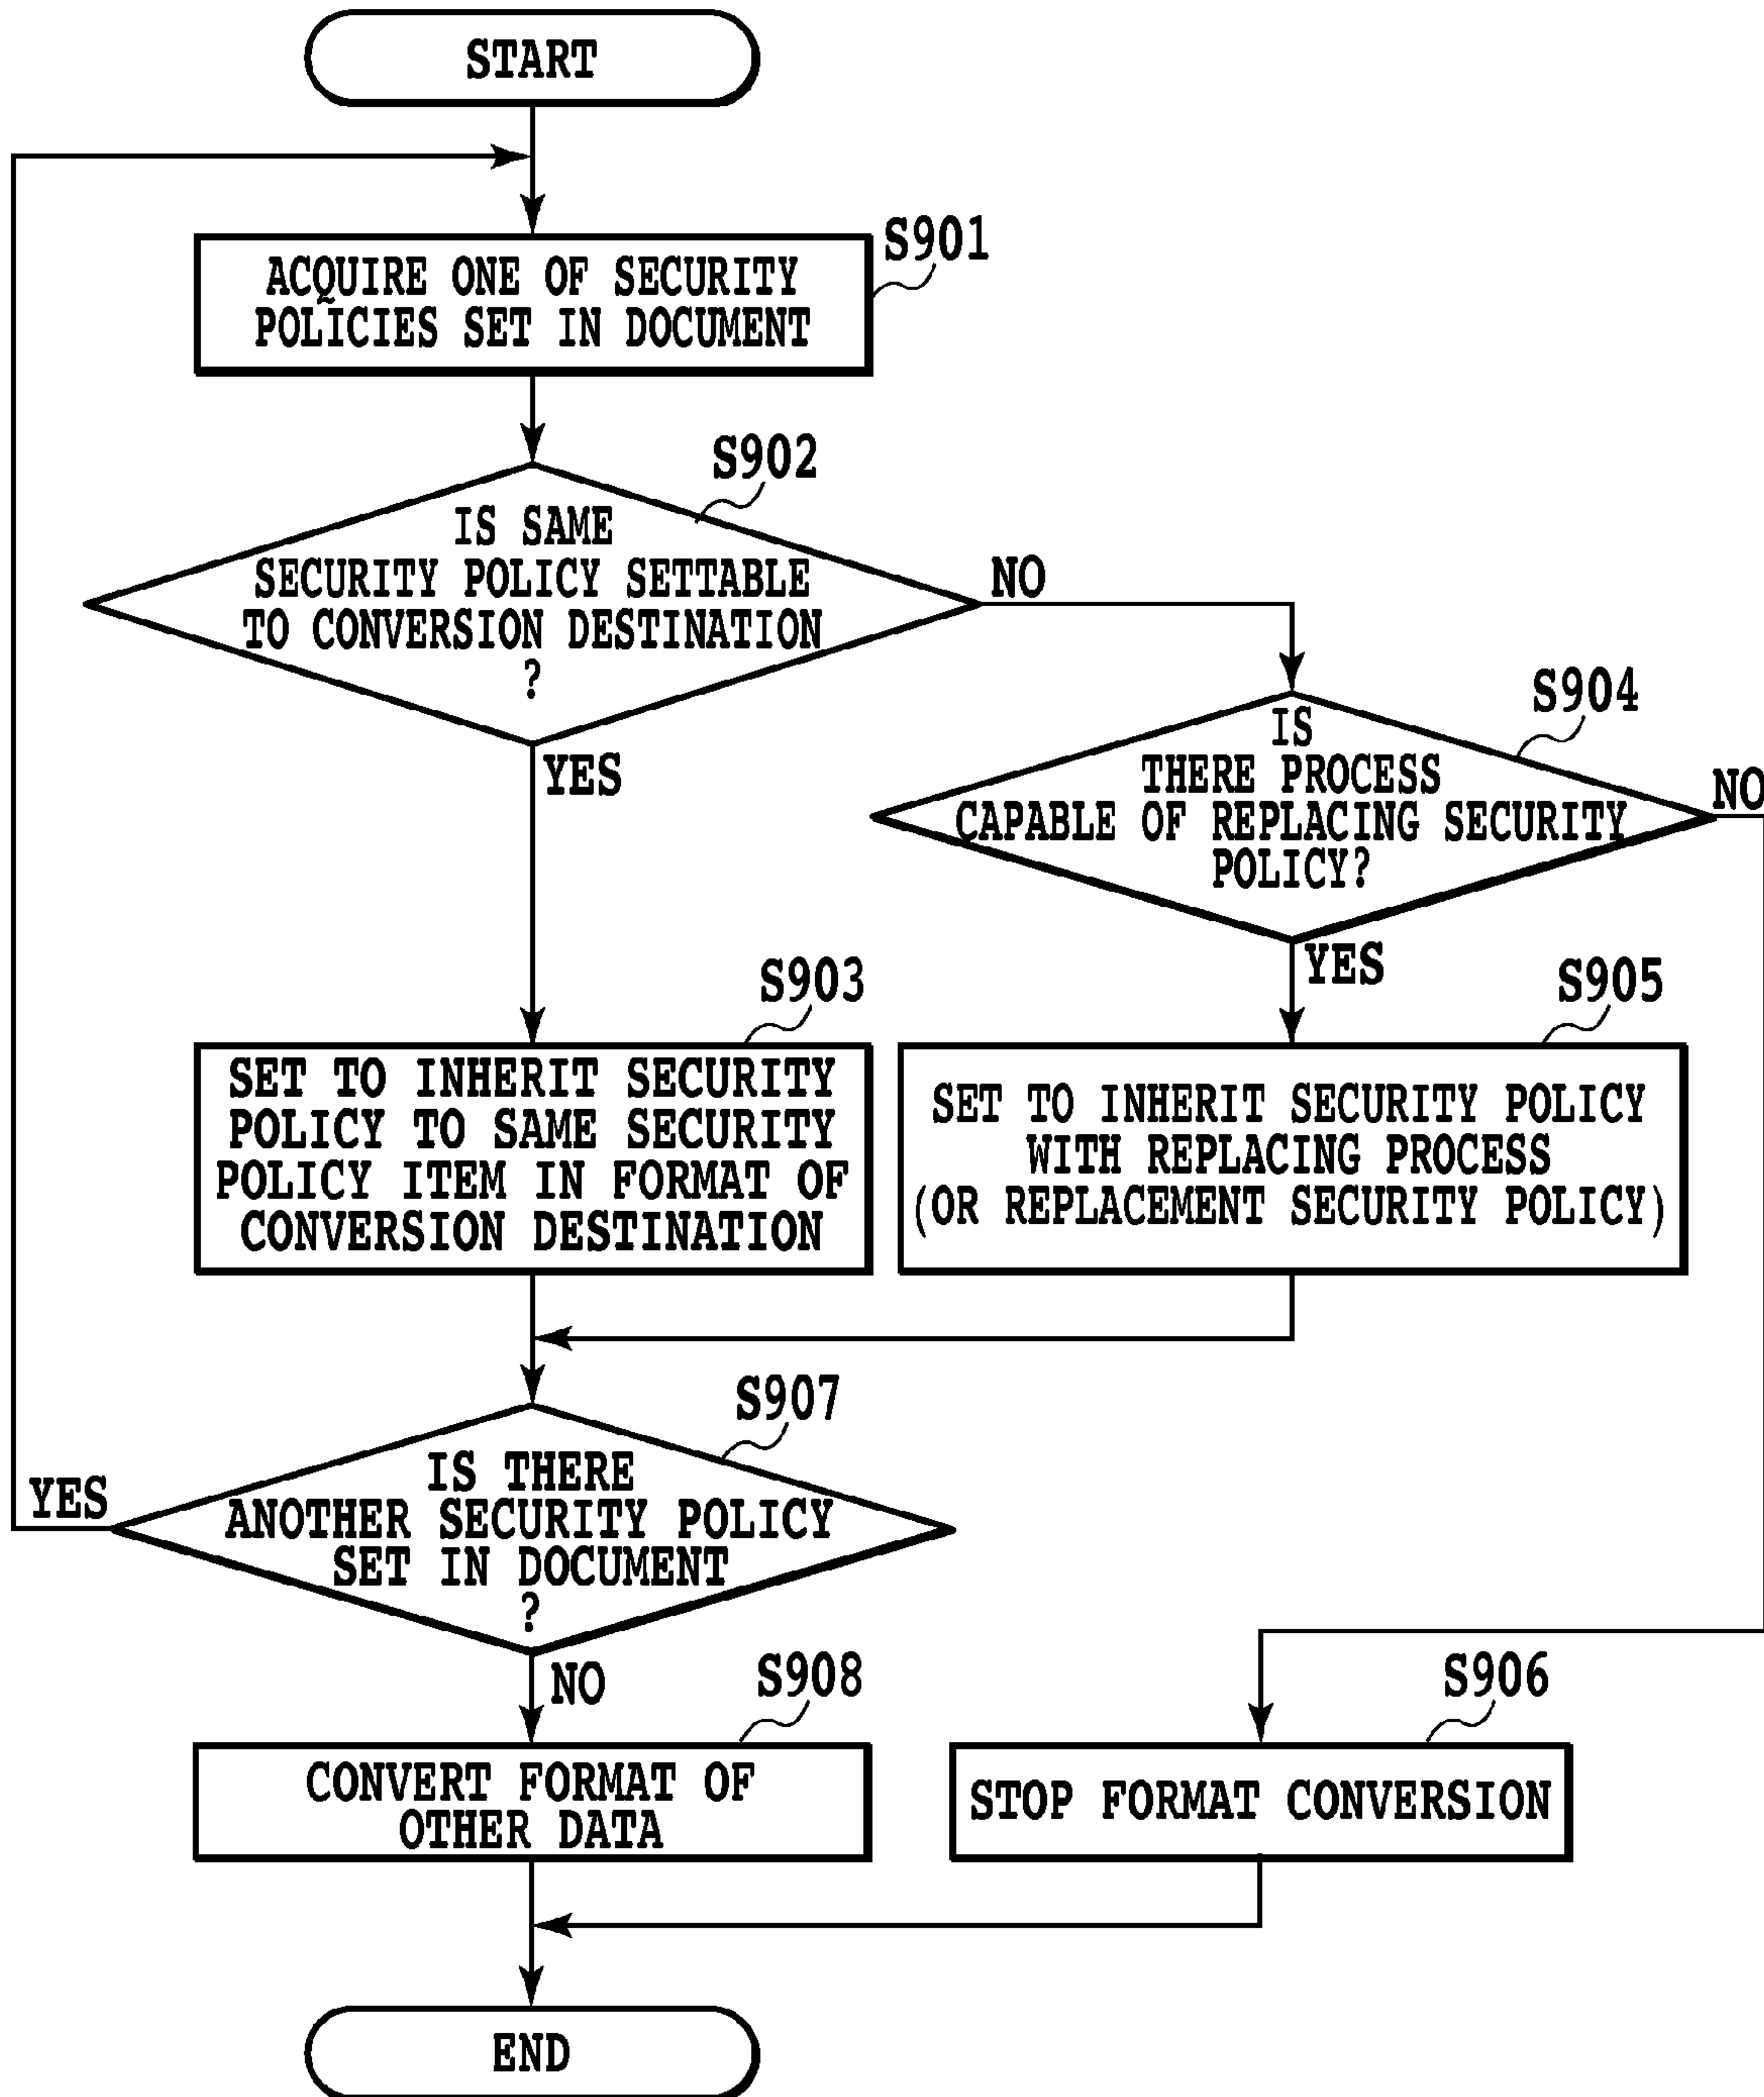 START
S901
ACQUIRE ONE OF SECURITY
POLICIES SET IN DOCUMENT
S902
IS SAME
SECURITY POLICY SETTABLE
TO CONVERSION DESTINATION
?
NO
YES
S904
IS
THERE PROCESS
CAPABLE OF REPLACING SECURITY
POLICY?
NO
YES
S903
SET TO INHERIT SECURITY
POLICY TO SAME SECURITY
POLICY ITEM IN FORMAT OF
CONVERSION DESTINATION
S905
SET TO INHERIT SECURITY POLICY
WITH REPLACING PROCESS
(OR REPLACEMENT SECURITY POLICY)
S907
IS THERE
ANOTHER SECURITY POLICY
SET IN DOCUMENT
?
YES
NO
S908
CONVERT FORMAT OF
OTHER DATA
S906
STOP FORMAT CONVERSION
END